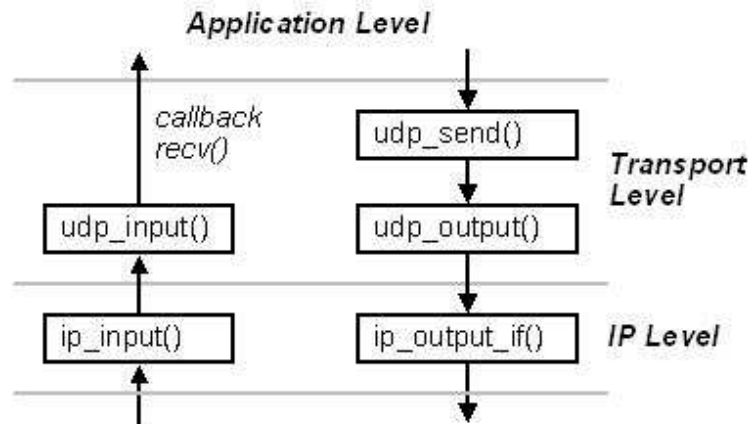 Application Level
callback
recv()
udp_send()
Transport
Level
udp_input()
udp_output()
ip_input()
ip_output_if()
IP Level